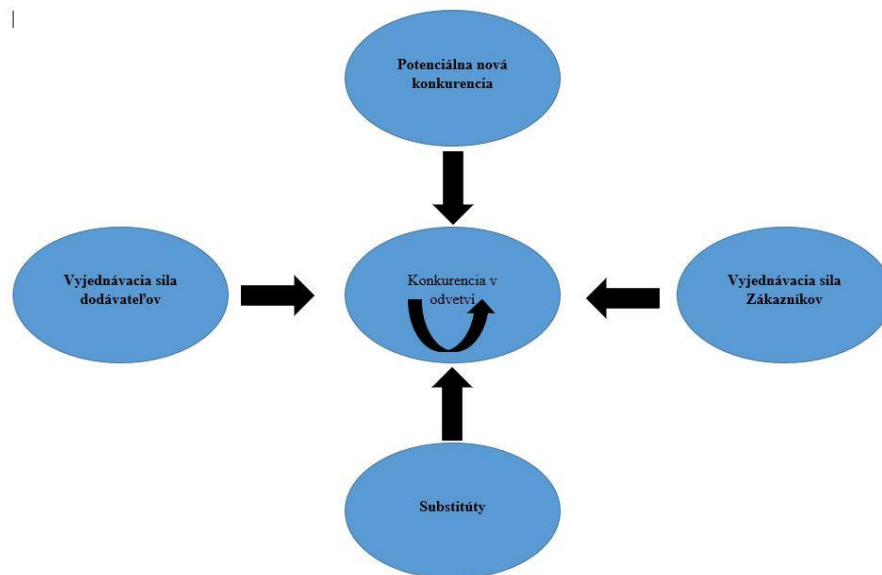 Potenciálna nová
konkurencia
Vyjednávacia sila
dodávateľov
Konkurencia v
odvetví
Vyjednávacia sila
Zákazníkov
Substitúty